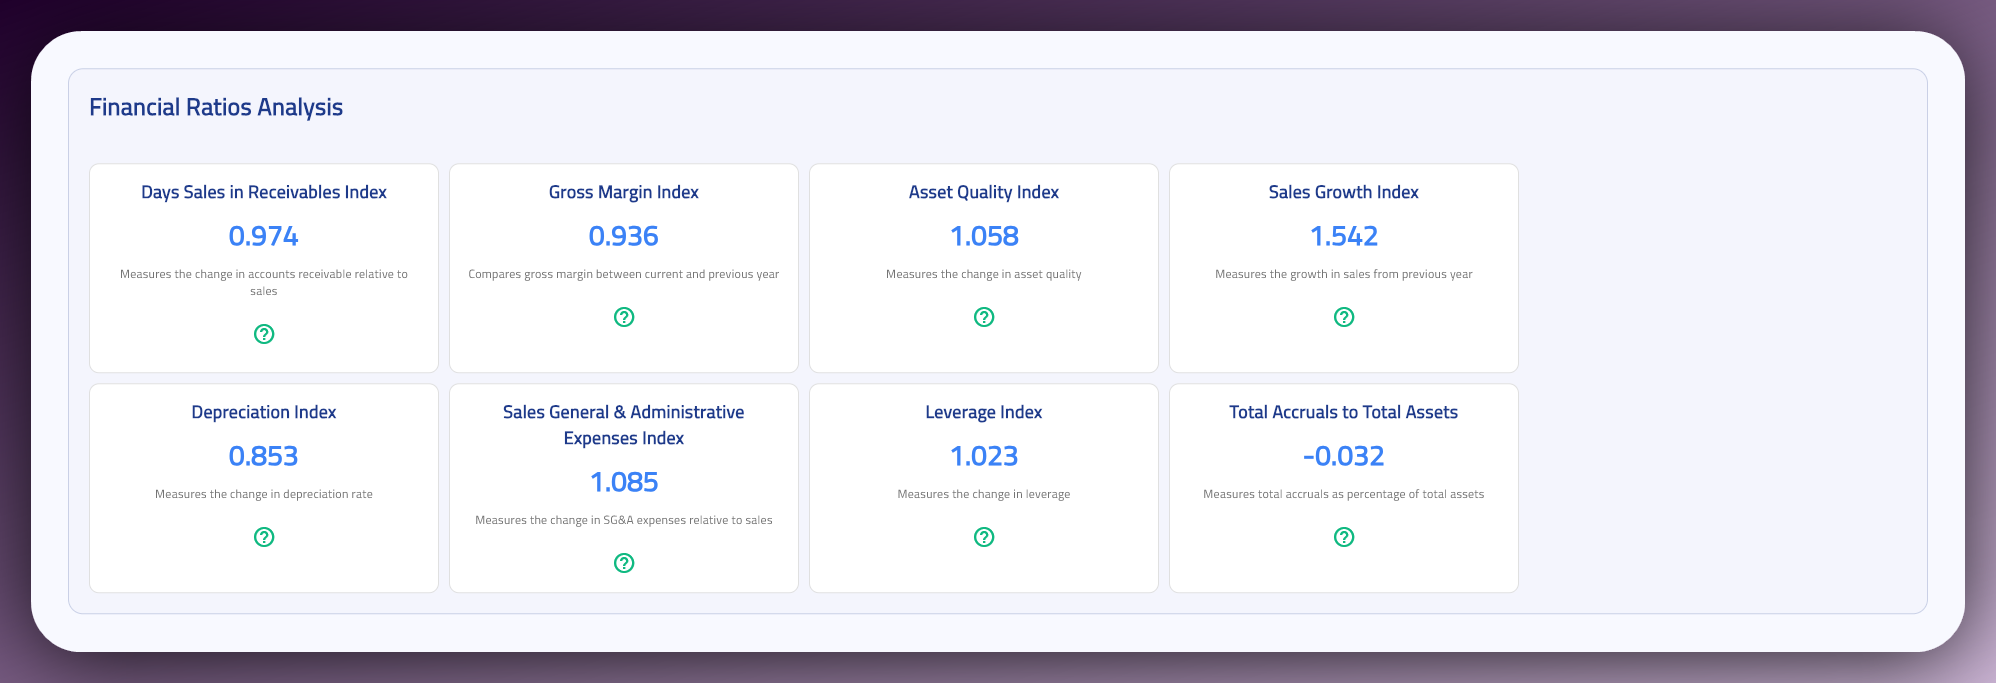 Financial Ratios Analysis
Days Sales in Receivables Index
0.974
Measures the change in accounts receivable relative to
sales
Gross Margin Index
0.936
Compares gross margin between current and previous year
Asset Quality Index
1.058
Measures the change in asset quality
Sales Growth Index
1.542
Measures the growth in sales from previous year
Depreciation Index
0.853
Measures the change in depreciation rate
Sales General & Administrative
Expenses Index
1.085
Measures the change in SG&A expenses relative to sales
Leverage Index
1.023
Measures the change in leverage
Total Accruals to Total Assets
-0.032
Measures total accruals as percentage of total assets